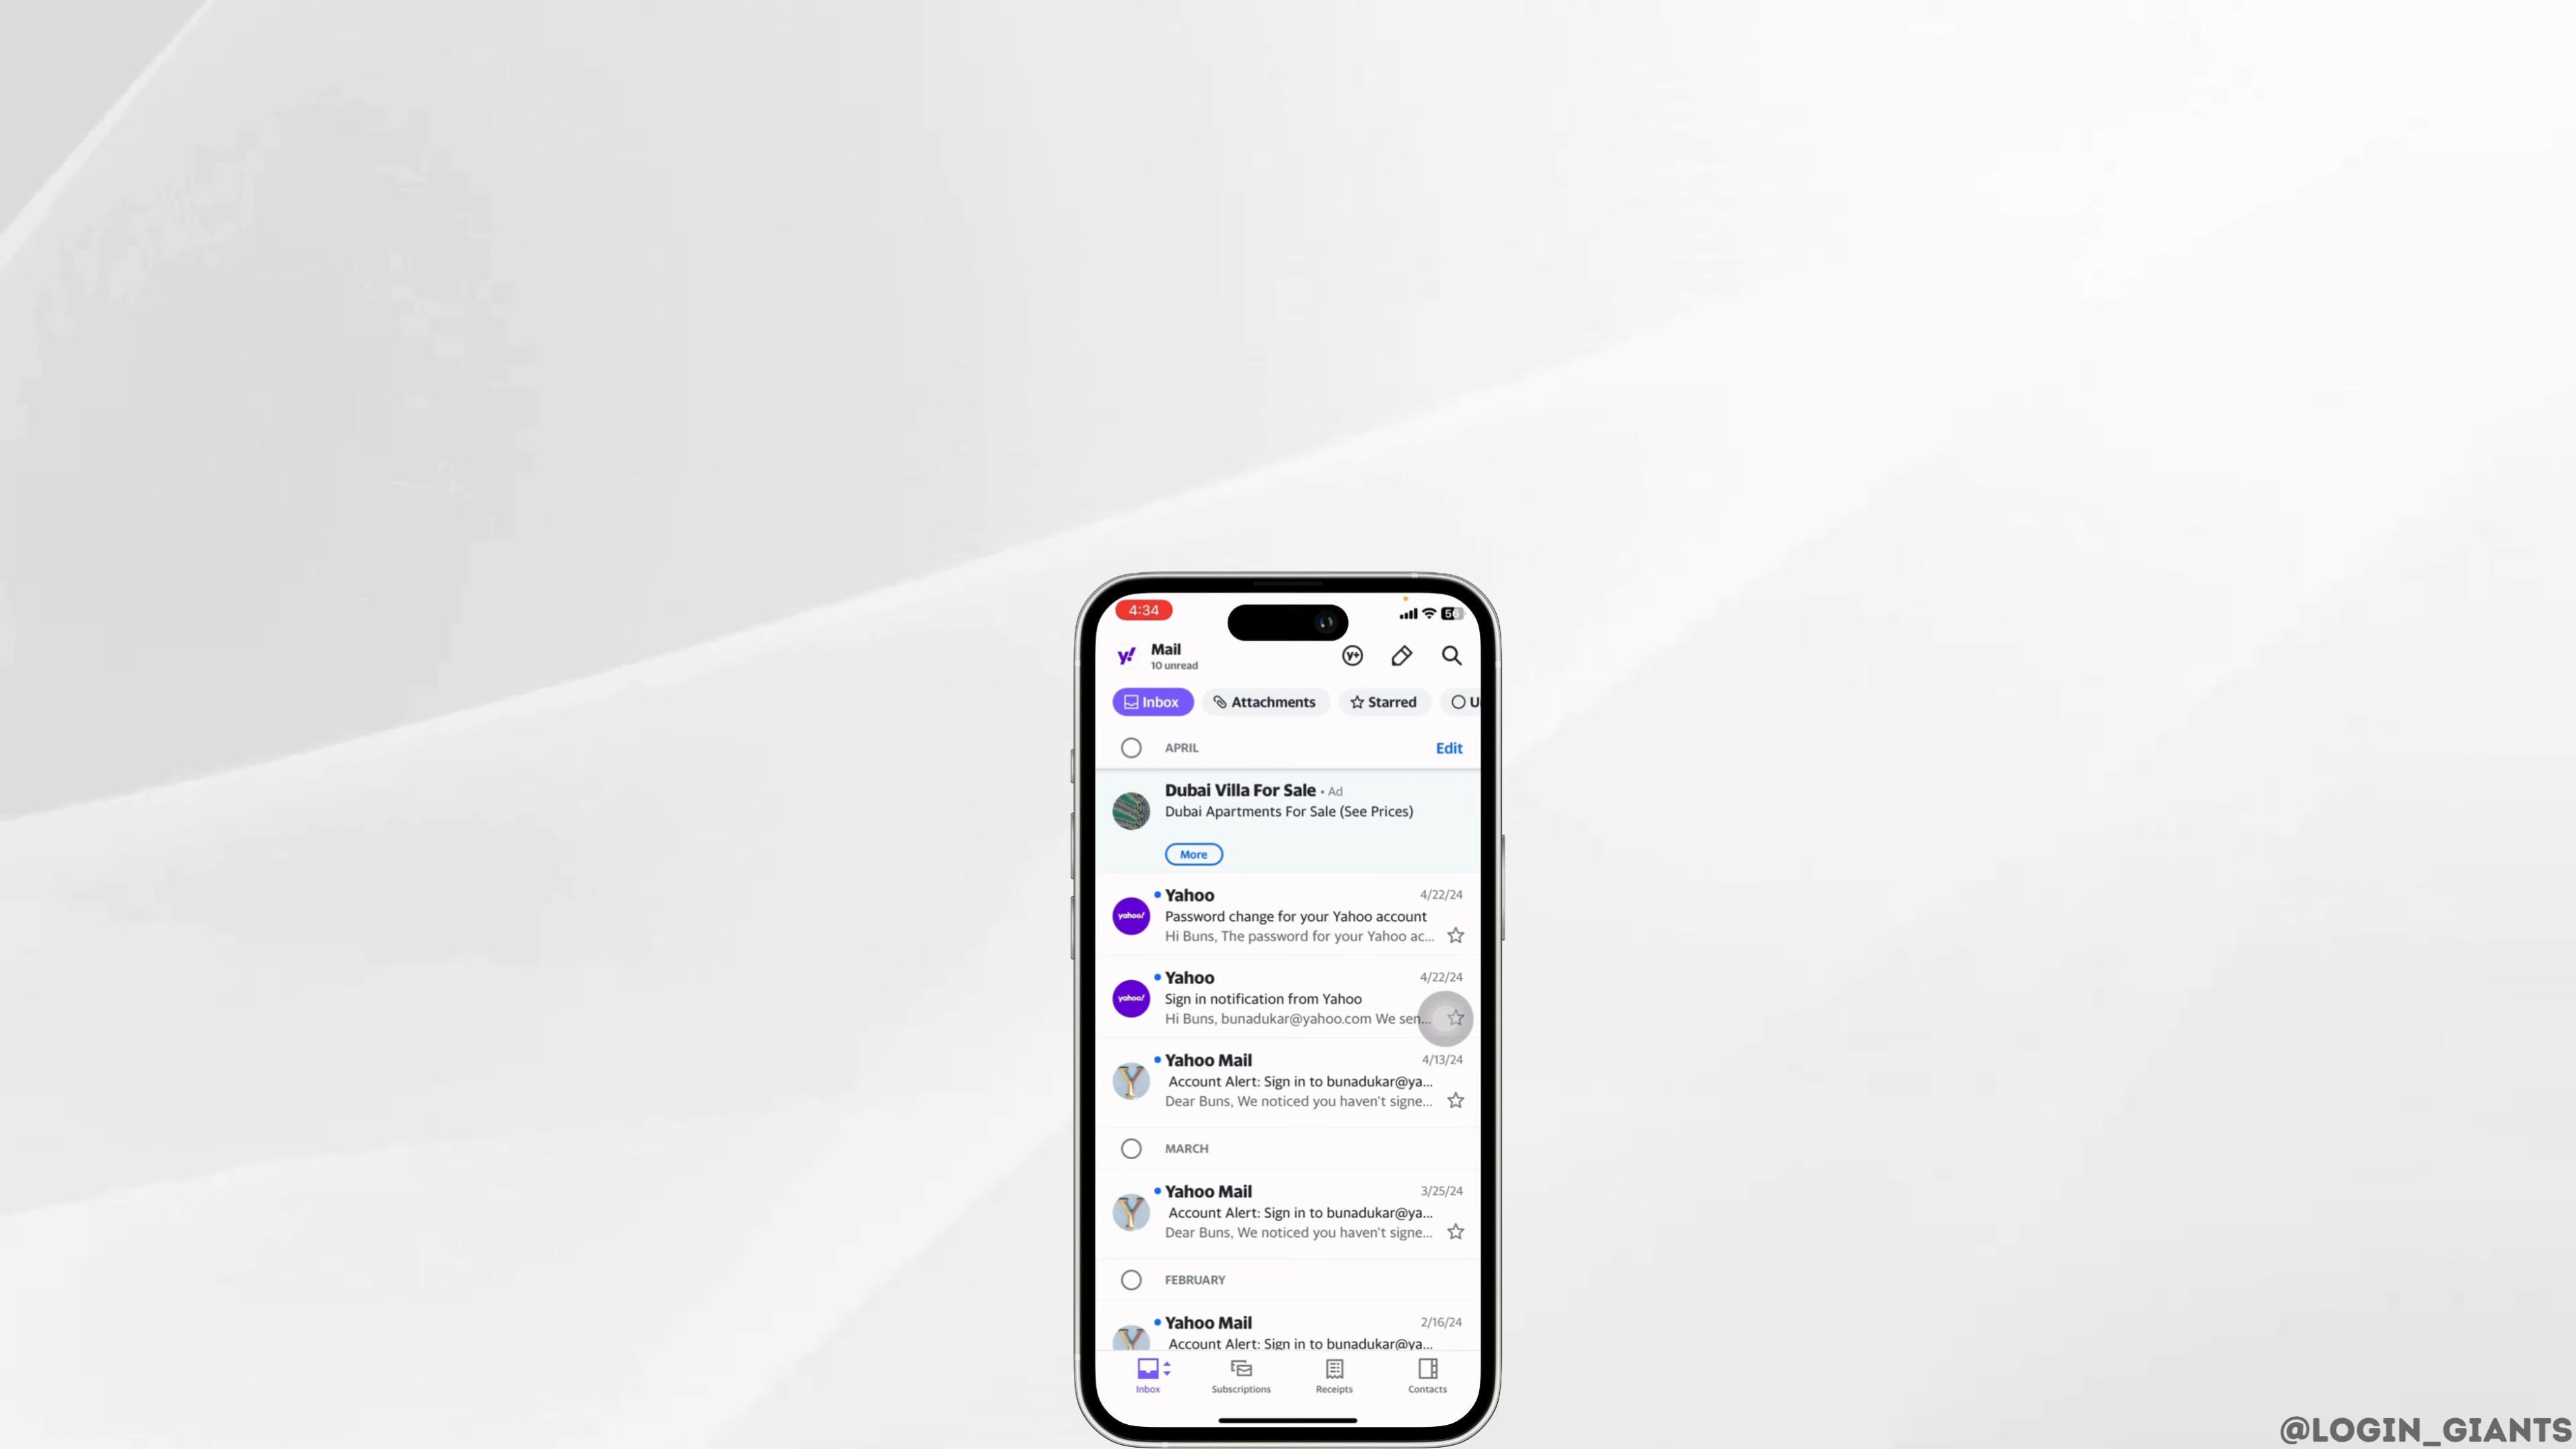 4:34
56
y!
Mail
10 unread
y+
Inbox
Attachments
Starred
APRIL
Edit
Dubai Villa For Sale • Ad
Dubai Apartments For Sale (See Prices)
More
yahoo!
Yahoo
4/22/24
Password change for your Yahoo account
Hi Buns, The password for your Yahoo ac...
yahoo!
Yahoo
4/22/24
Sign in notification from Yahoo
Hi Buns, bunadukar@yahoo.com We sen...
Y
Yahoo Mail
4/13/24
Account Alert: Sign in to bunadukar@ya...
Dear Buns, We noticed you haven't signe...
MARCH
Y
Yahoo Mail
3/25/24
Account Alert: Sign in to bunadukar@ya...
Dear Buns, We noticed you haven't signe...
FEBRUARY
Y
Yahoo Mail
2/16/24
Account Alert: Sign in to bunadukar@ya...
Inbox
Subscriptions
Receipts
Contacts
@LOGIN_GIANTS